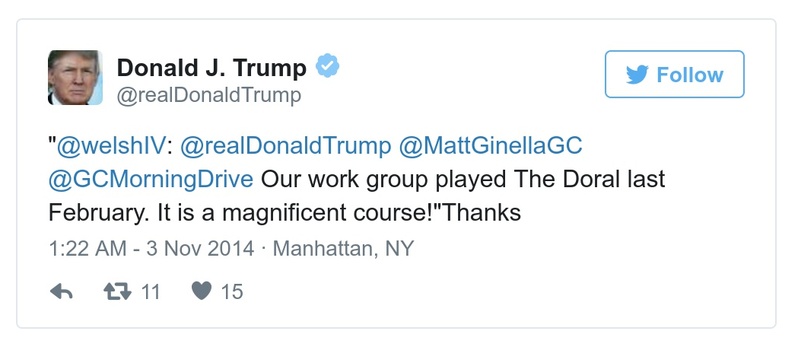 Donald J. Trump
@realDonaldTrump
Follow
"@welshIV: @realDonaldTrump @MattGinellaGC
@GCMorningDrive Our work group played The Doral last
February. It is a magnificent course!"Thanks
1:22 AM - 3 Nov 2014 · Manhattan, NY
11 15